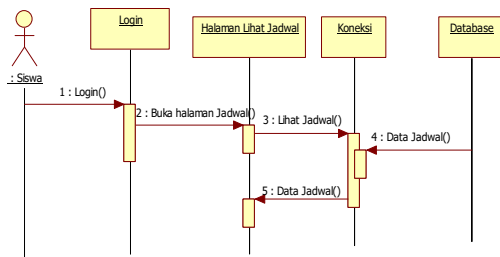 Login
Halaman Lihat Jadwal
Koneksi
Database
: Siswa
1 : Login()
2 : Buka halaman Jadwal()
3 : Lihat Jadwal()
4 : Data Jadwal()
5 : Data Jadwal()